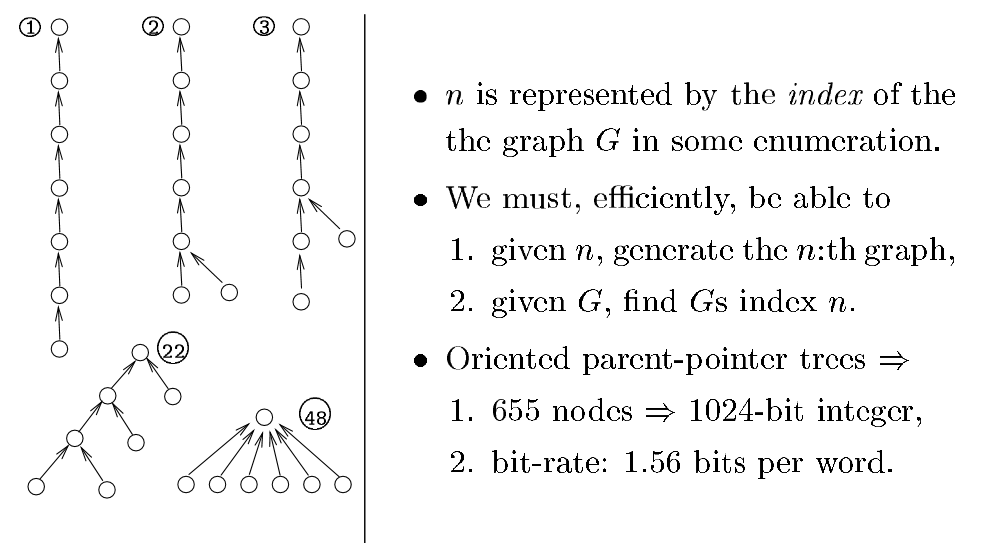 1 2 3
22
48
• n is represented by the index of the
the graph G in some enumeration.
• We must, efficiently, be able to
1. given n, generate the n:th graph,
2. given G, find Gs index n.
• Oriented parent-pointer trees ⇒
1. 655 nodes ⇒ 1024-bit integer,
2. bit-rate: 1.56 bits per word.